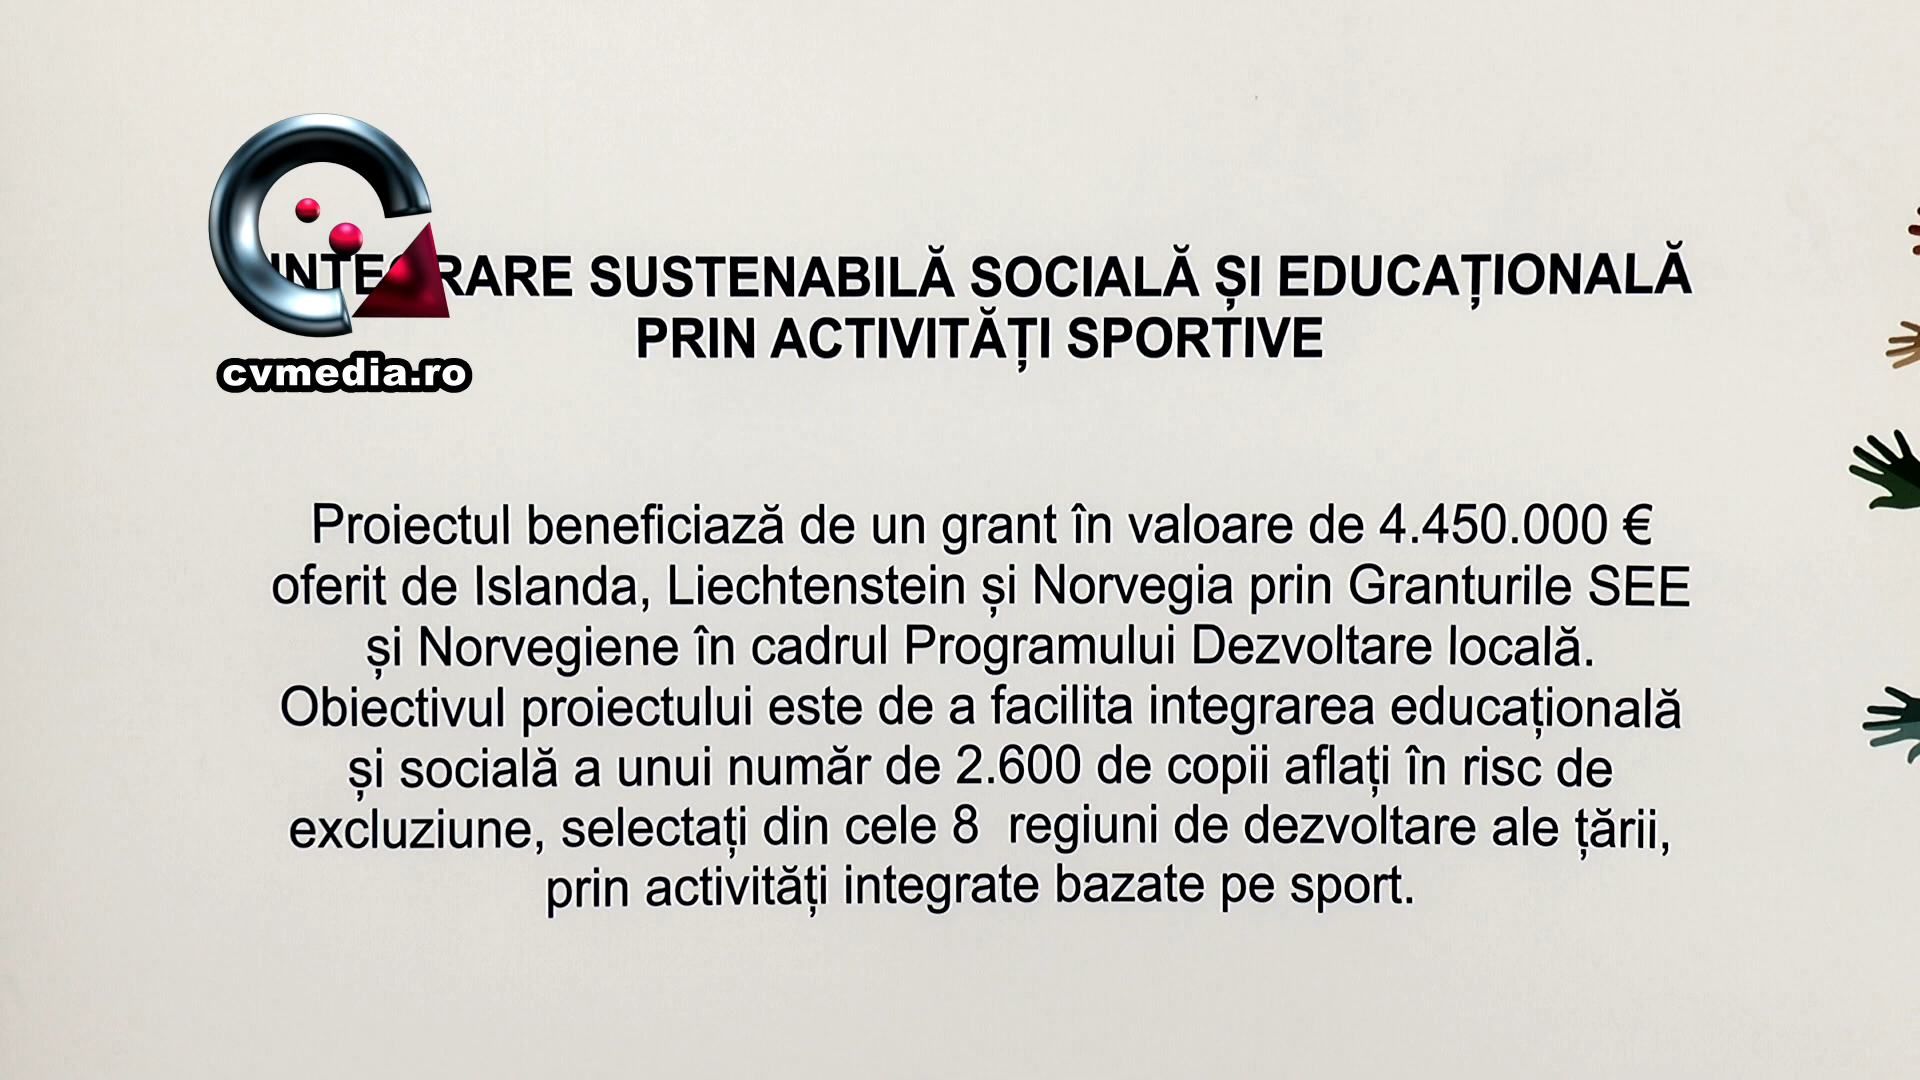 INTEGRARE SUSTENABILĂ SOCIALĂ ȘI EDUCAȚIONALĂ
PRIN ACTIVITĂȚI SPORTIVE
cvmedia.ro
Proiectul beneficiază de un grant în valoare de 4.450.000 €
oferit de Islanda, Liechtenstein și Norvegia prin Granturile SEE
și Norvegiene în cadrul Programului Dezvoltare locală.
Obiectivul proiectului este de a facilita integrarea educațională
și socială a unui număr de 2.600 de copii aflați în risc de
excluziune, selectați din cele 8 regiuni de dezvoltare ale țării,
prin activități integrate bazate pe sport.